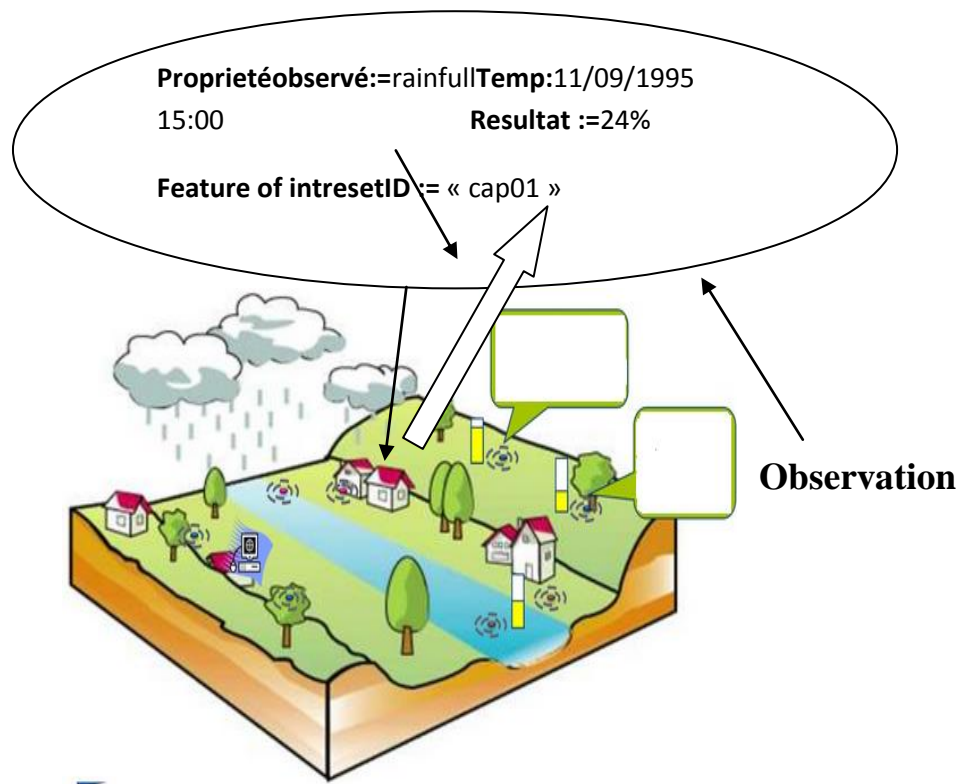 Proprietéobservé:=rainfullTemp:11/09/1995
15:00 Resultat :=24%
Feature of intresetID := « cap01 »
Observation